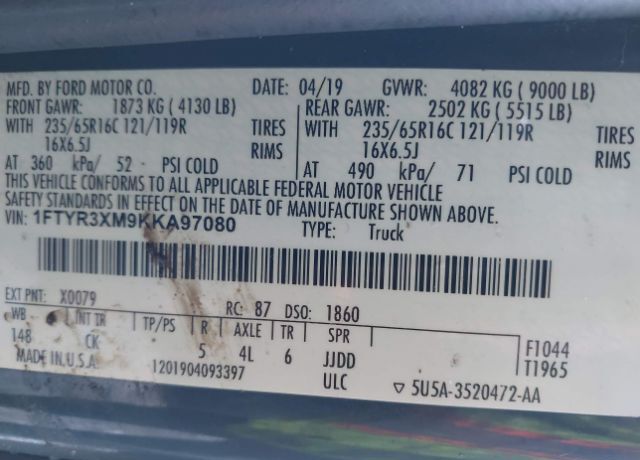 MFD. BY FORD MOTOR CO. DATE: 04/19 GVWR: 4082 KG ( 9000 LB)
FRONT GAWR: 1873 KG ( 4130 LB) REAR GAWR: 2502 KG ( 5515 LB)
WITH 235/65R16C 121/119R TIRES WITH 235/65R16C 121/119R TIRES
16X6.5J RIMS 16X6.5J RIMS
AT 360 kPa/ 52 PSI COLD AT 490 kPa/ 71 PSI COLD
THIS VEHICLE CONFORMS TO ALL APPLICABLE FEDERAL MOTOR VEHICLE
SAFETY STANDARDS IN EFFECT ON THE DATE OF MANUFACTURE SHOWN ABOVE.
VIN: 1FTYR3XM9KKA97080 TYPE: Truck
EXT PNT: X0079 RC: 87 DSO: 1860
WB INT TR TP/PS R AXLE TR SPR F1044
148 CK 5 4L 6 JJDD T1965
MADE IN U.S.A. 1201904093397 ULC ▽ 5U5A-3520472-AA